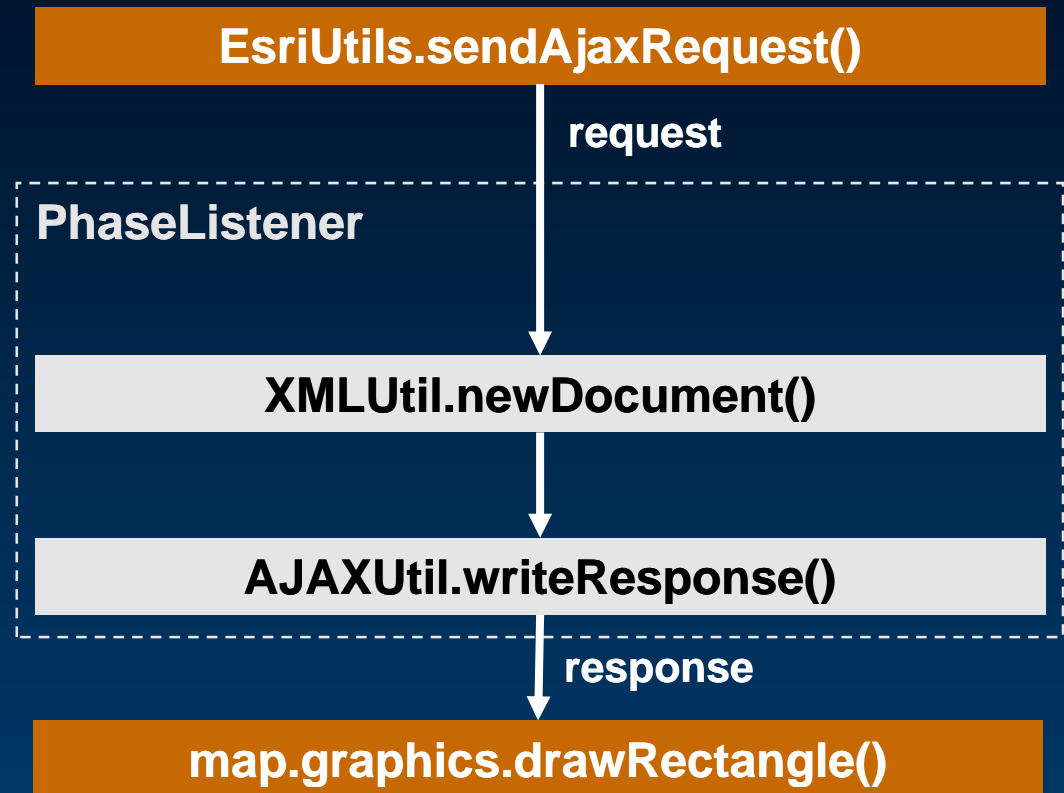 EsriUtils.sendAjaxRequest()
request
PhaseListener
XMLUtil.newDocument()
AJAXUtil.writeResponse()
response
map.graphics.drawRectangle()